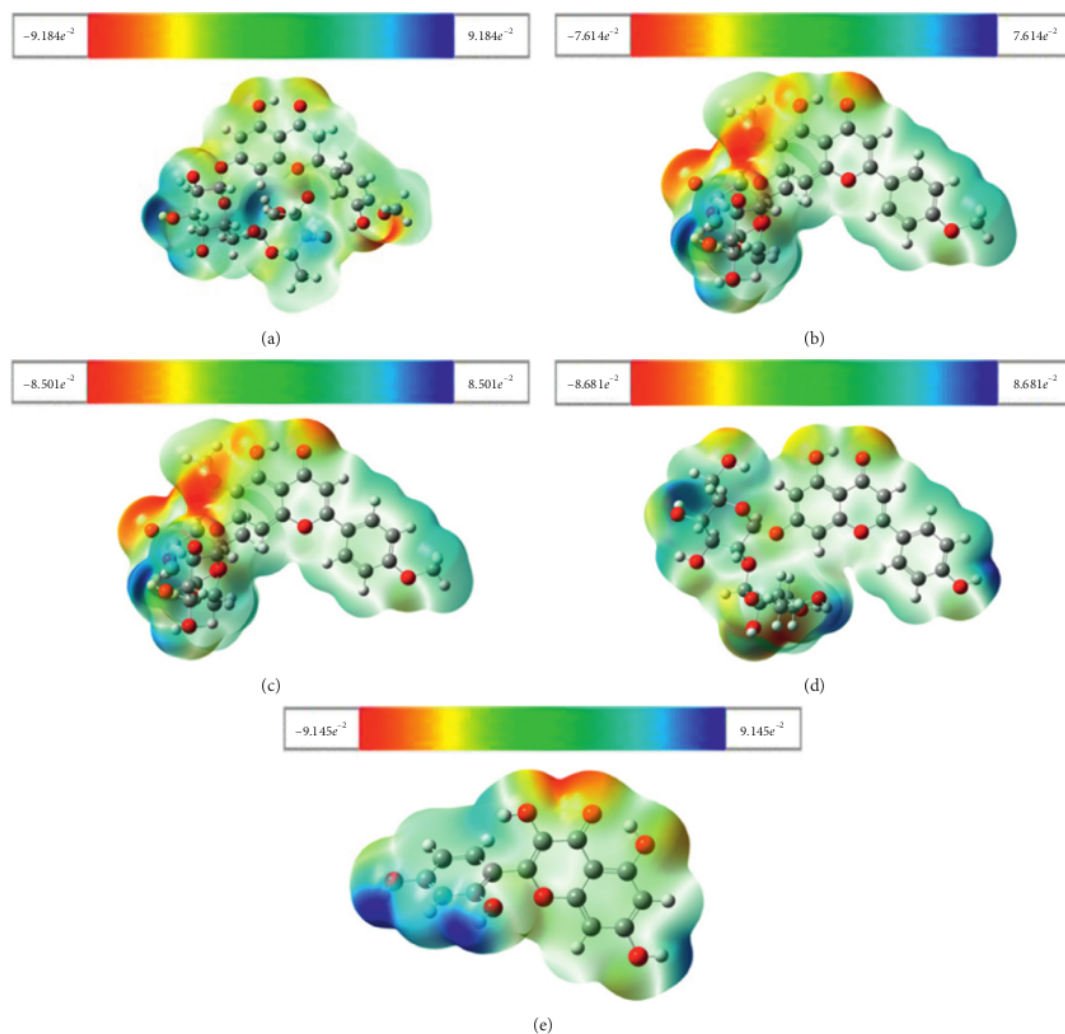 −9.184e⁻² 9.184e⁻²
(a)
−7.614e⁻² 7.614e⁻²
(b)
−8.501e⁻² 8.501e⁻²
(c)
−8.681e⁻² 8.681e⁻²
(d)
−9.145e⁻² 9.145e⁻²
(e)